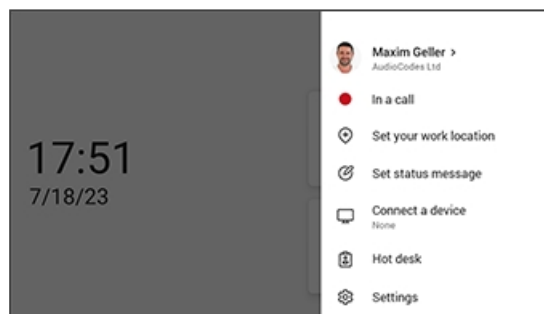 17:51
7/18/23
Maxim Geller >
AudioCodes Ltd
In a call
Set your work location
Set status message
Connect a device
None
Hot desk
Settings